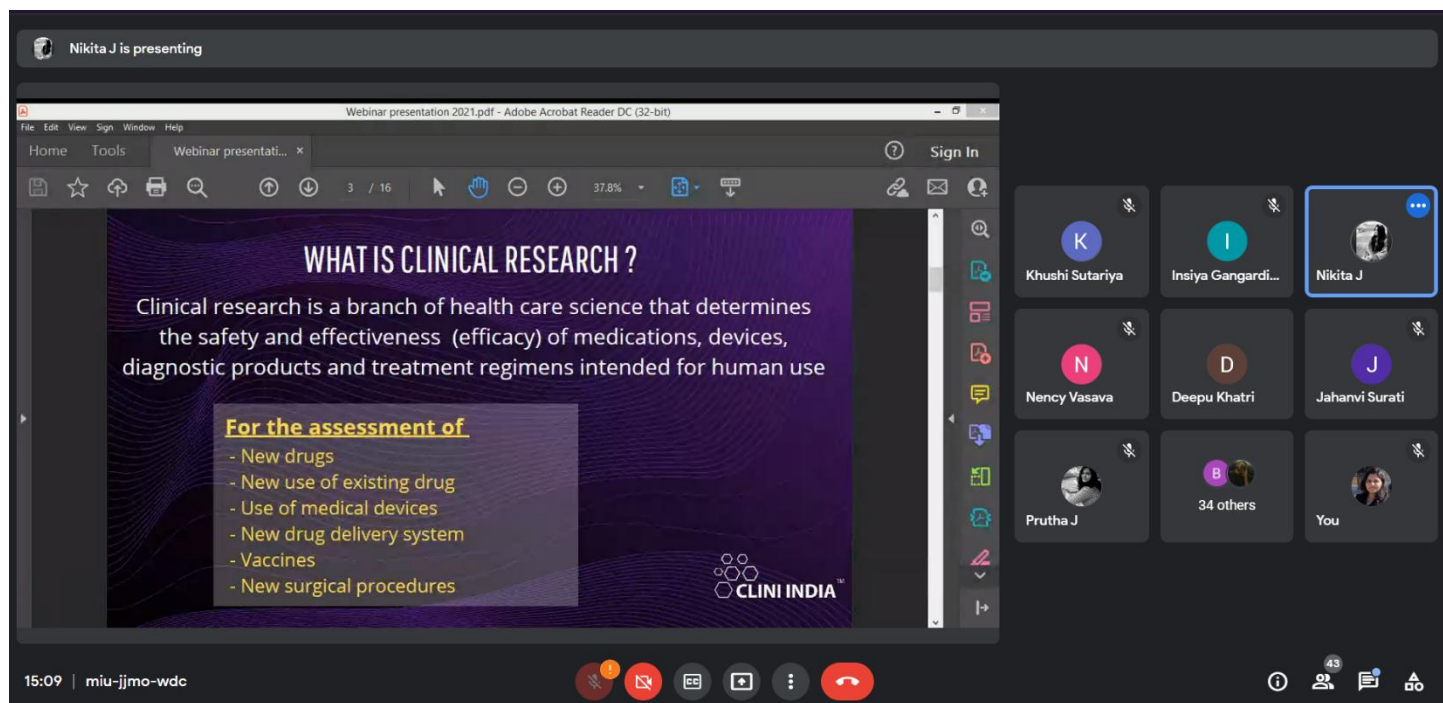 Nikita J is presenting
Webinar presentation 2021.pdf - Adobe Acrobat Reader DC (32-bit)
File Edit View Sign Window Help
Home Tools Webinar presentati... ×
Sign In
3 / 16 37.8%
WHAT IS CLINICAL RESEARCH ?
Clinical research is a branch of health care science that determines
the safety and effectiveness (efficacy) of medications, devices,
diagnostic products and treatment regimens intended for human use
For the assessment of
- New drugs
- New use of existing drug
- Use of medical devices
- New drug delivery system
- Vaccines
- New surgical procedures
CLINI INDIA™
K
Khushi Sutariya
I
Insiya Gangardi...
Nikita J
N
Nency Vasava
D
Deepu Khatri
J
Jahanvi Surati
Prutha J
B
34 others
You
15:09 | miu-jjmo-wdc
CC
43